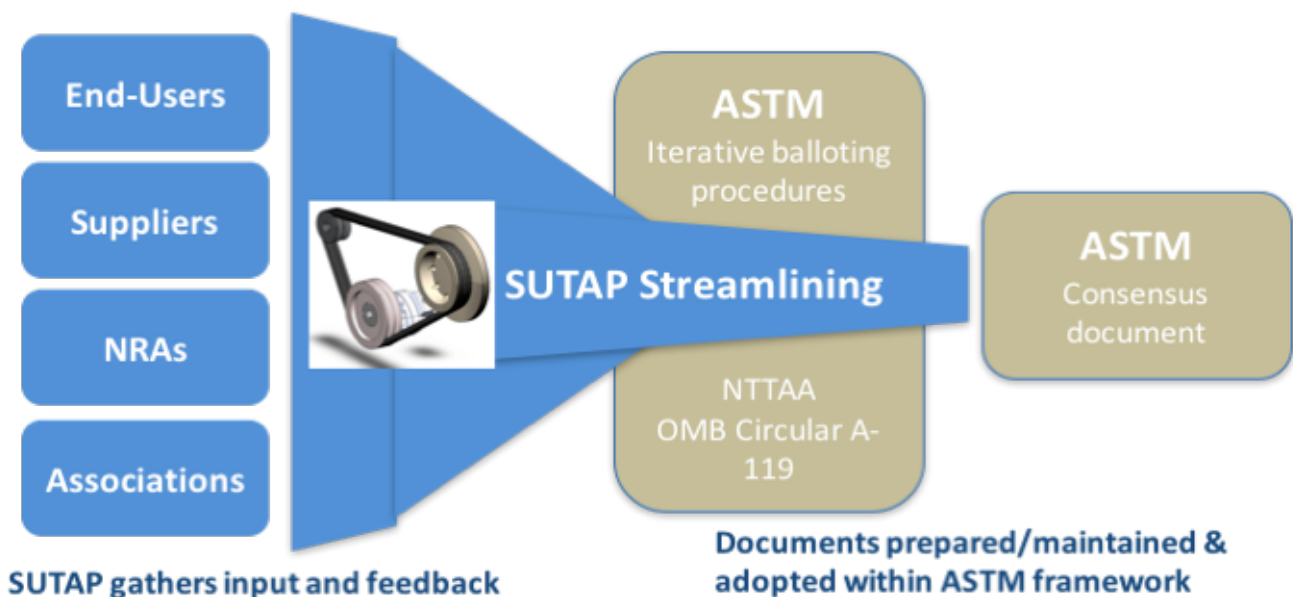 End-Users
Suppliers
NRAs
Associations
SUTAP gathers input and feedback
SUTAP Streamlining
ASTM
Iterative balloting
procedures
NTTAA
OMB Circular A-
119
ASTM
Consensus
document
Documents prepared/maintained &
adopted within ASTM framework